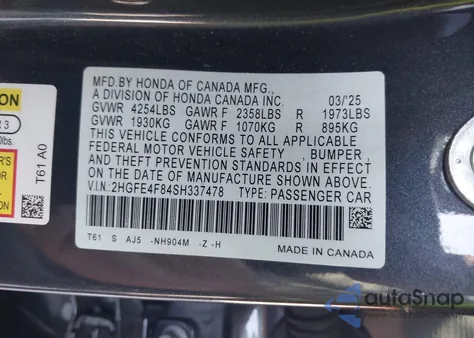 MFD.BY HONDA OF CANADA MFG.,
A DIVISION OF HONDA CANADA INC. 03/'25
GVWR 4254LBS GAWR F 2358LBS R 1973LBS
GVWR 1930KG GAWR F 1070KG R 895KG
THIS VEHICLE CONFORMS TO ALL APPLICABLE
FEDERAL MOTOR VEHICLE SAFETY , BUMPER ,
AND THEFT PREVENTION STANDARDS IN EFFECT
ON THE DATE OF MANUFACTURE SHOWN ABOVE.
V.I.N: 2HGFE4F84SH337478 TYPE: PASSENGER CAR
T61 S AJ5 -NH904M -Z -H
MADE IN CANADA
ON
R 3
lbs.
R'S
T61 A0
autoSnap